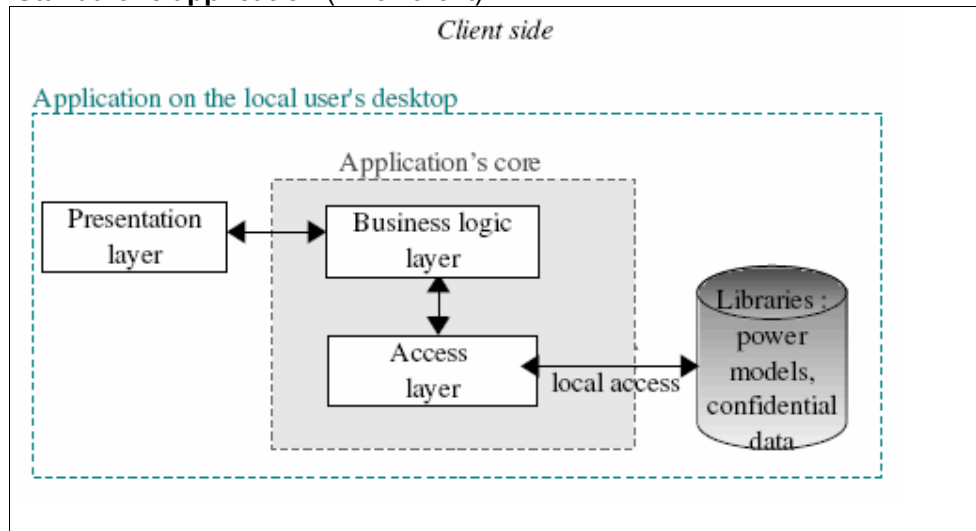 Client side
Application on the local user's desktop
Application’s core
Presentation
layer
Business logic
layer
Access
layer
local access
Libraries :
power
models,
confidential
data